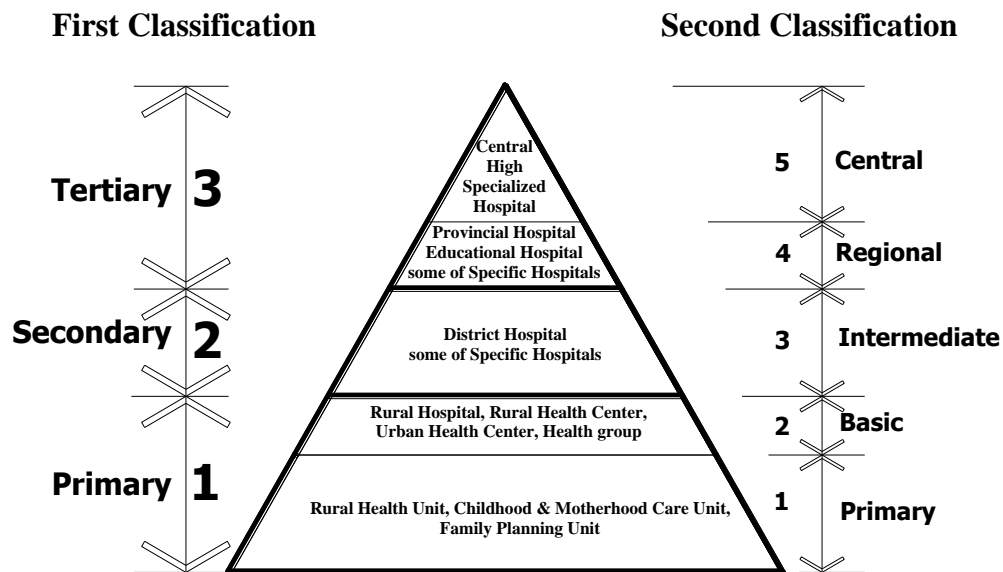 First Classification
Second Classification
Tertiary 3
Secondary 2
Primary 1
Central
High
Specialized
Hospital
Provincial Hospital
Educational Hospital
some of Specific Hospitals
District Hospital
some of Specific Hospitals
Rural Hospital, Rural Health Center,
Urban Health Center, Health group
Rural Health Unit, Childhood & Motherhood Care Unit,
Family Planning Unit
5 Central
4 Regional
3 Intermediate
2 Basic
1 Primary